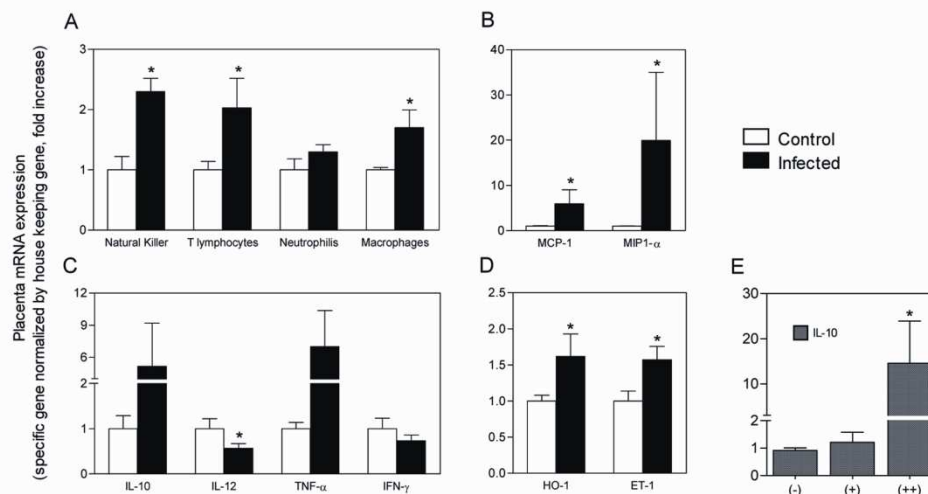 Placenta mRNA expression
(specific gene normalized by house keeping gene, fold increase)
A
3
2
1
0
* * *
Natural Killer T lymphocytes Neutrophilis Macrophages
B
40
30
20
10
0
* *
MCP-1 MIP1-α
Control
Infected
C
12
9
6
2
1
0
*
IL-10 IL-12 TNF-α IFN-γ
D
2.5
2.0
1.5
1.0
0.5
0.0
* *
HO-1 ET-1
E
30
25
20
15
10
2
1
0
IL-10
*
(-) (+) (++)